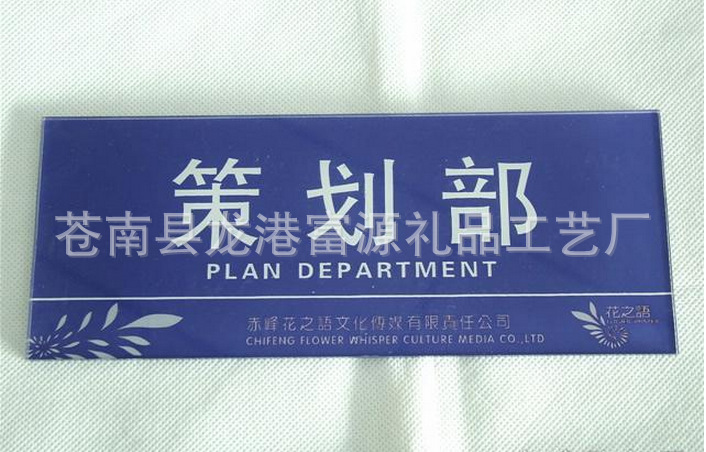 策划部
苍南县龙港富源礼品工艺厂
PLAN DEPARTMENT
赤峰花之語文化傳媒有限責任公司
CHIFENG FLOWER WHISPER CULTURE MEDIA CO.,LTD
花之語